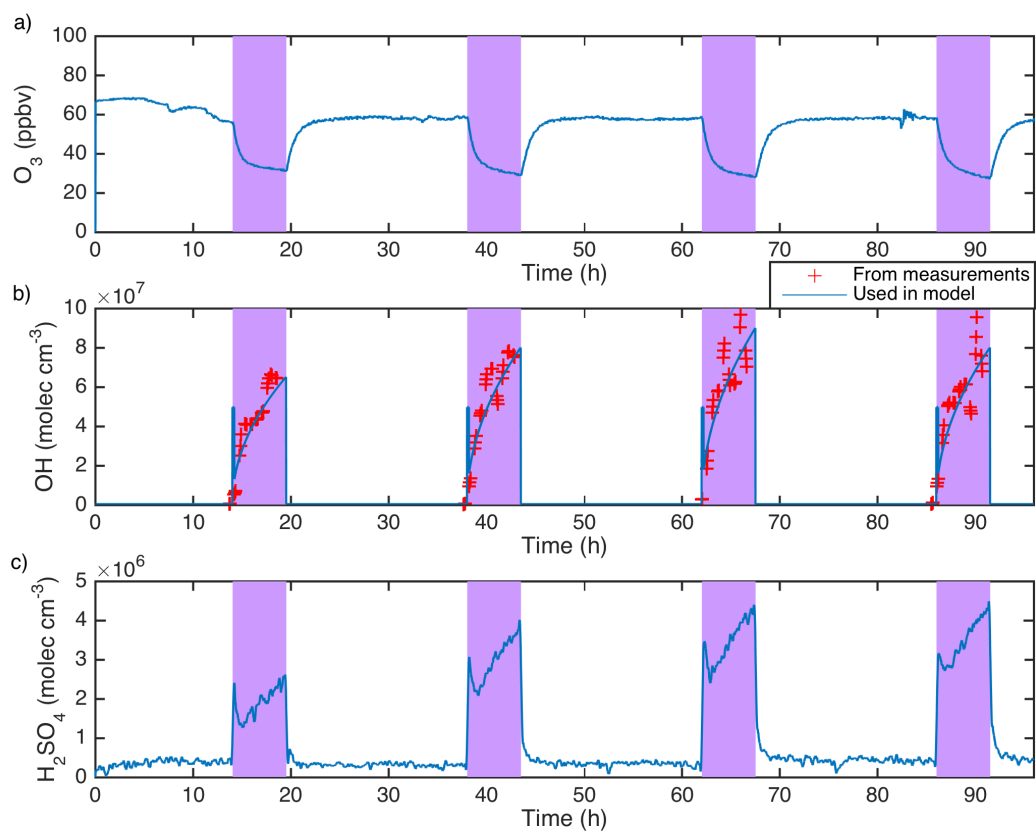 a)
100
80
60
40
20
0
O3 (ppbv)
0 10 20 30 40 50 60 70 80 90
Time (h)
From measurements
Used in model
b)
×10^7
10
8
6
4
2
0
OH (molec cm-3)
0 10 20 30 40 50 60 70 80 90
Time (h)
c)
×10^6
5
4
3
2
1
0
H2SO4 (molec cm-3)
0 10 20 30 40 50 60 70 80 90
Time (h)